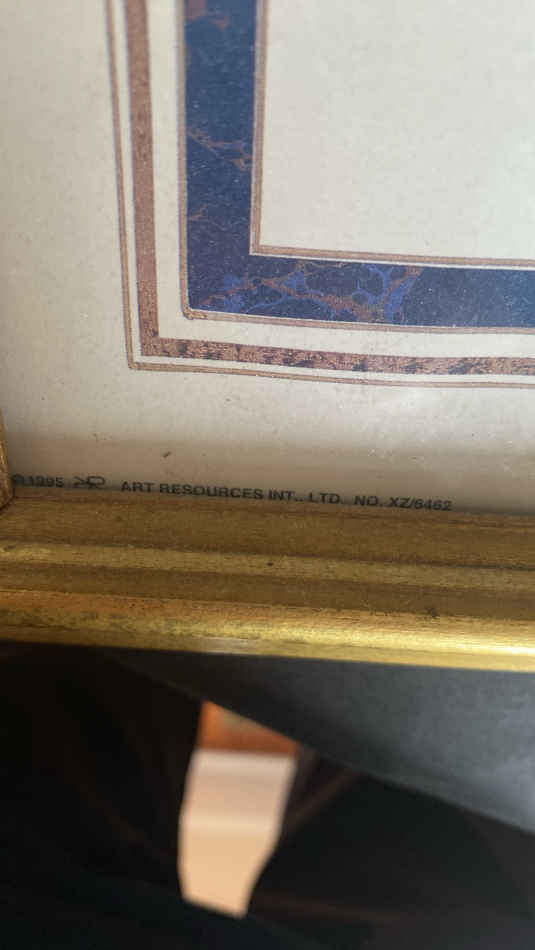 ©1995 ART RESOURCES INT., LTD. NO. XZ/6462